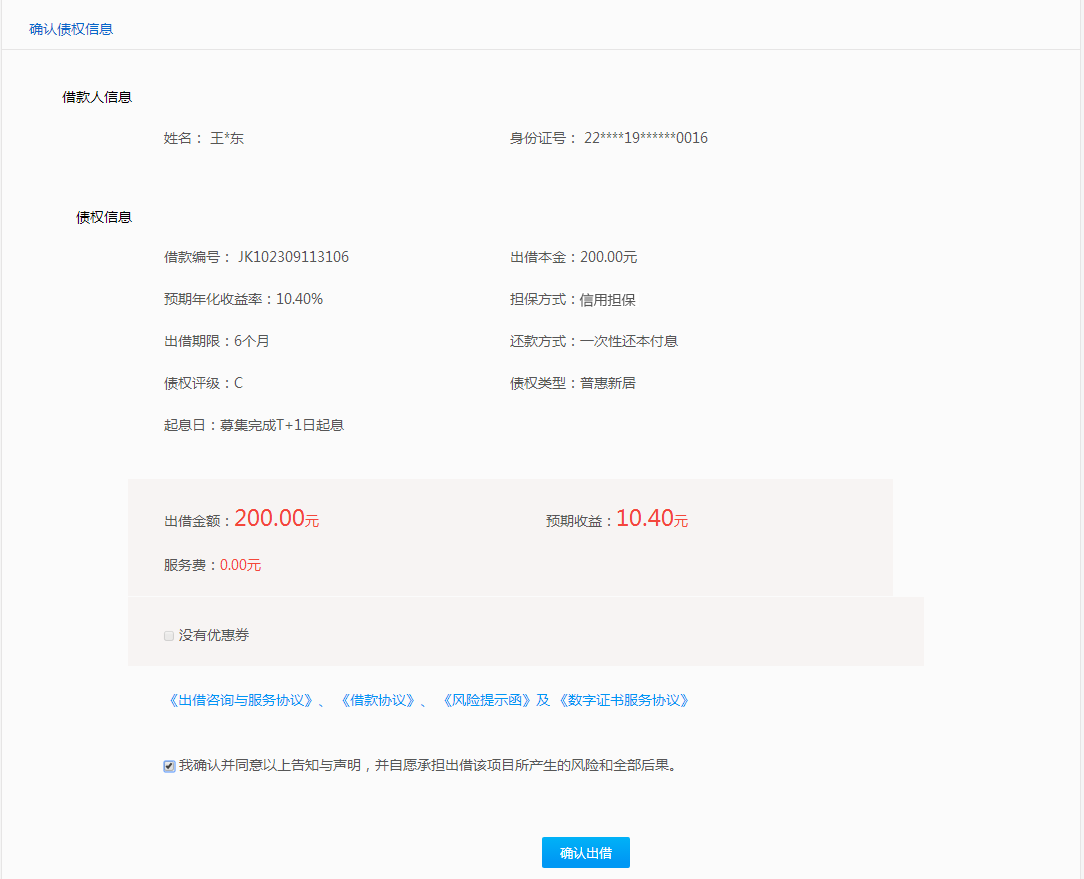 确认债权信息
借款人信息
姓名： 王*东 身份证号： 22****19******0016
债权信息
借款编号： JK102309113106 出借本金：200.00元
预期年化收益率：10.40% 担保方式：信用担保
出借期限：6个月 还款方式：一次性还本付息
债权评级：C 债权类型：普惠新居
起息日：募集完成T+1日起息
出借金额：200.00元 预期收益：10.40元
服务费：0.00元
没有优惠券
《出借咨询与服务协议》、 《借款协议》、 《风险提示函》及 《数字证书服务协议》
我确认并同意以上告知与声明，并自愿承担出借该项目所产生的风险和全部后果。
确认出借